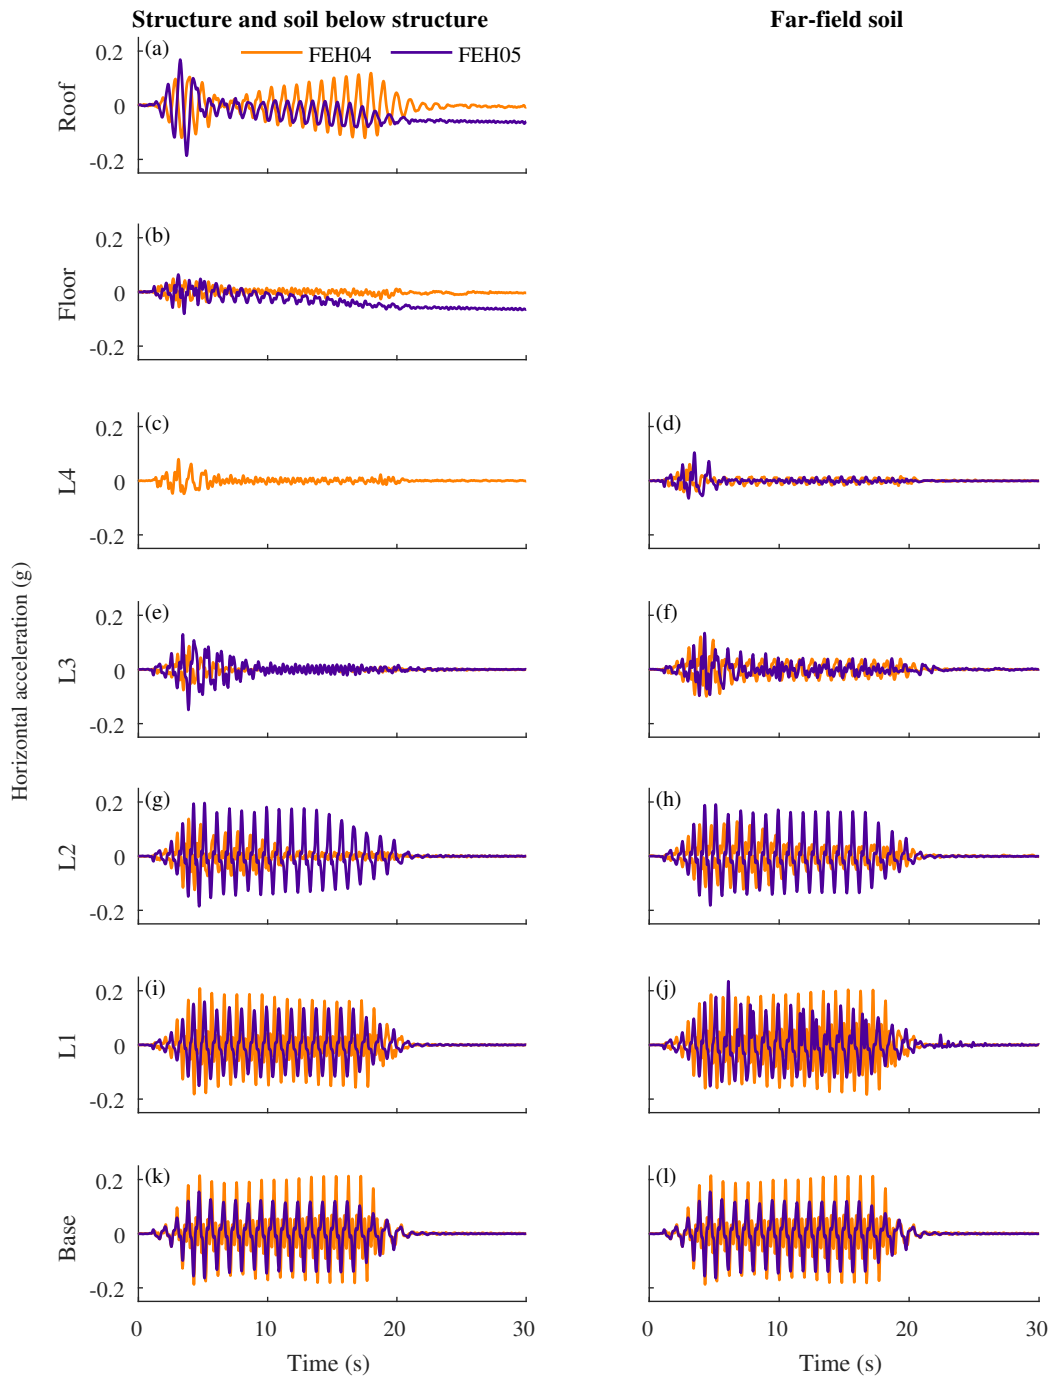 Structure and soil below structure
Far-field soil
(a)
FEH04
FEH05
0.2
0
-0.2
Roof
(b)
0.2
0
-0.2
Floor
(c)
0.2
0
-0.2
L4
(d)
(e)
0.2
0
-0.2
L3
(f)
Horizontal acceleration (g)
(g)
0.2
0
-0.2
L2
(h)
(i)
0.2
0
-0.2
L1
(j)
(k)
0.2
0
-0.2
Base
(l)
0 10 20 30
Time (s)
0 10 20 30
Time (s)